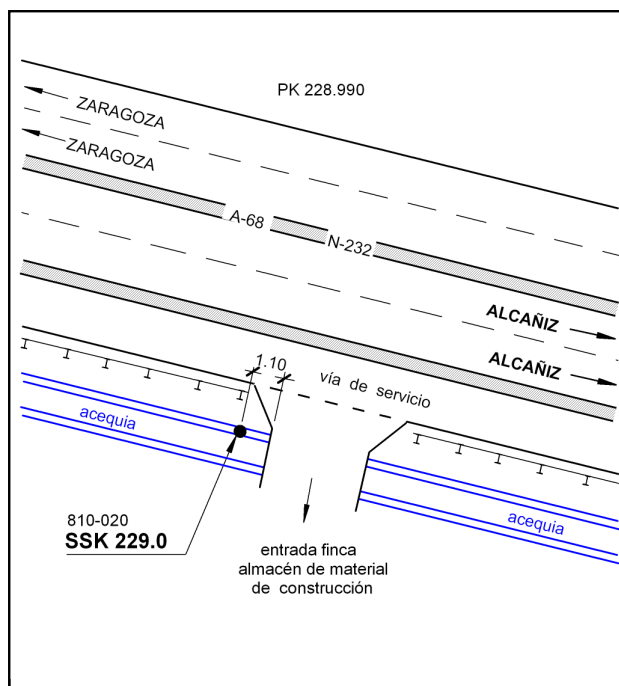 PK 228.990
ZARAGOZA
ZARAGOZA
A-68
N-232
ALCAÑIZ
ALCAÑIZ
1.10
vía de servicio
acequia
810-020
SSK 229.0
acequia
entrada finca
almacén de material
de construcción